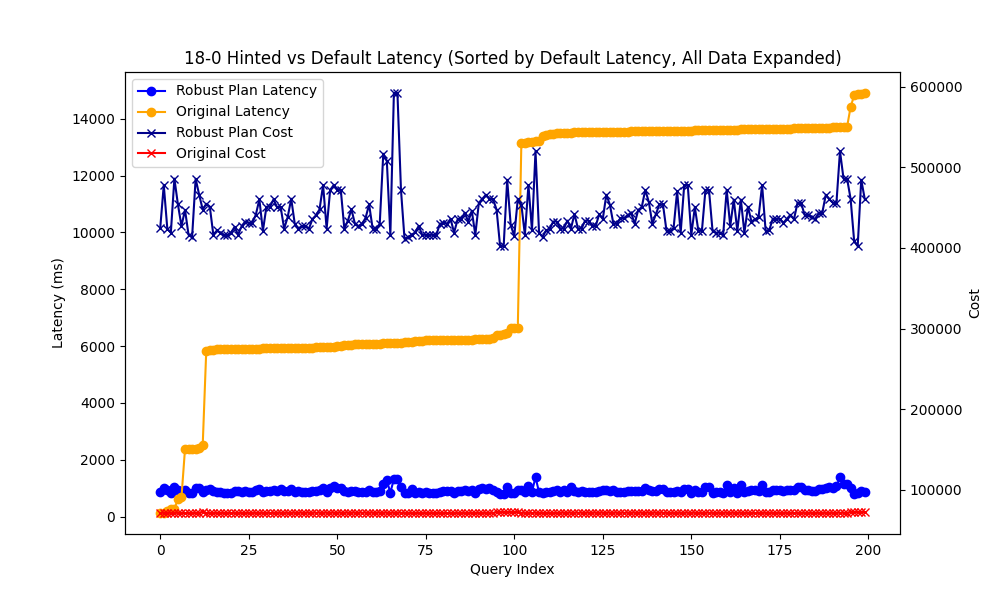 18-0 Hinted vs Default Latency (Sorted by Default Latency, All Data Expanded)
Robust Plan Latency
Original Latency
Robust Plan Cost
Original Cost
Latency (ms)
14000
12000
10000
8000
6000
4000
2000
0
600000
500000
400000
300000
200000
100000
Cost
0
25
50
75
100
125
150
175
200
Query Index